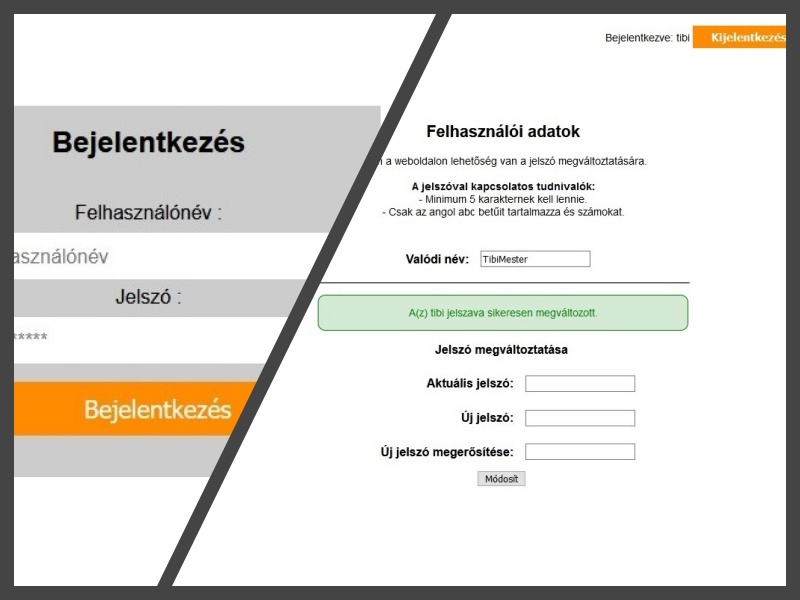 Bejelentkezés
Felhasználónév :
asználónév
Jelszó :
*****
Bejelentkezés
Bejelentkezve: tibi
Kijelentkezés
Felhasználói adatok
a weboldalon lehetőség van a jelszó megváltoztatására.
A jelszóval kapcsolatos tudnivalók:
- Minimum 5 karakternek kell lennie.
- Csak az angol abc betűit tartalmazza és számokat.
Valódi név: TibiMester
A(z) tibi jelszava sikeresen megváltozott.
Jelszó megváltoztatása
Aktuális jelszó:
Új jelszó:
Új jelszó megerősítése:
Módosít